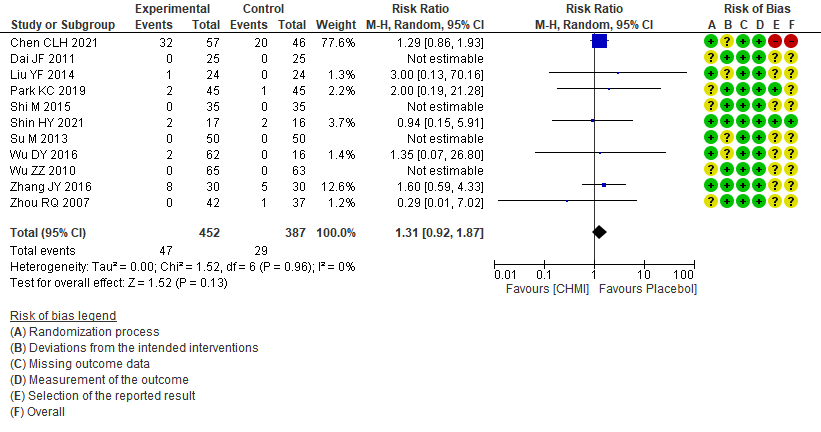 Experimental Control Risk Ratio Risk Ratio Risk of Bias
Study or Subgroup Events Total Events Total Weight M-H, Random, 95% CI M-H, Random, 95% CI A B C D E F
Chen CLH 2021 32 57 20 46 77.6% 1.29 [0.86, 1.93] + ? + + − −
Dai JF 2011 0 25 0 25 Not estimable ? ? + + ? ?
Liu YF 2014 1 24 0 24 1.3% 3.00 [0.13, 70.16] + ? + + ? ?
Park KC 2019 2 45 1 45 2.2% 2.00 [0.19, 21.28] ? + + + + ?
Shi M 2015 0 35 0 35 Not estimable ? ? + + ? ?
Shin HY 2021 2 17 2 16 3.7% 0.94 [0.15, 5.91] + + + + + +
Su M 2013 0 50 0 50 Not estimable ? ? + + ? ?
Wu DY 2016 2 62 0 16 1.4% 1.35 [0.07, 26.80] + ? + + ? ?
Wu ZZ 2010 0 65 0 63 Not estimable ? ? + + ? ?
Zhang JY 2016 8 30 5 30 12.6% 1.60 [0.59, 4.33] + + + + ? ?
Zhou RQ 2007 0 42 1 37 1.2% 0.29 [0.01, 7.02] ? + + + ? ?
Total (95% CI) 452 387 100.0% 1.31 [0.92, 1.87]
Total events 47 29
Heterogeneity: Tau² = 0.00; Chi² = 1.52, df = 6 (P = 0.96); I² = 0%
Test for overall effect: Z = 1.52 (P = 0.13)
0.01 0.1 1 10 100
Favours [CHMI] Favours Placebol]
Risk of bias legend
(A) Randomization process
(B) Deviations from the intended interventions
(C) Missing outcome data
(D) Measurement of the outcome
(E) Selection of the reported result
(F) Overall